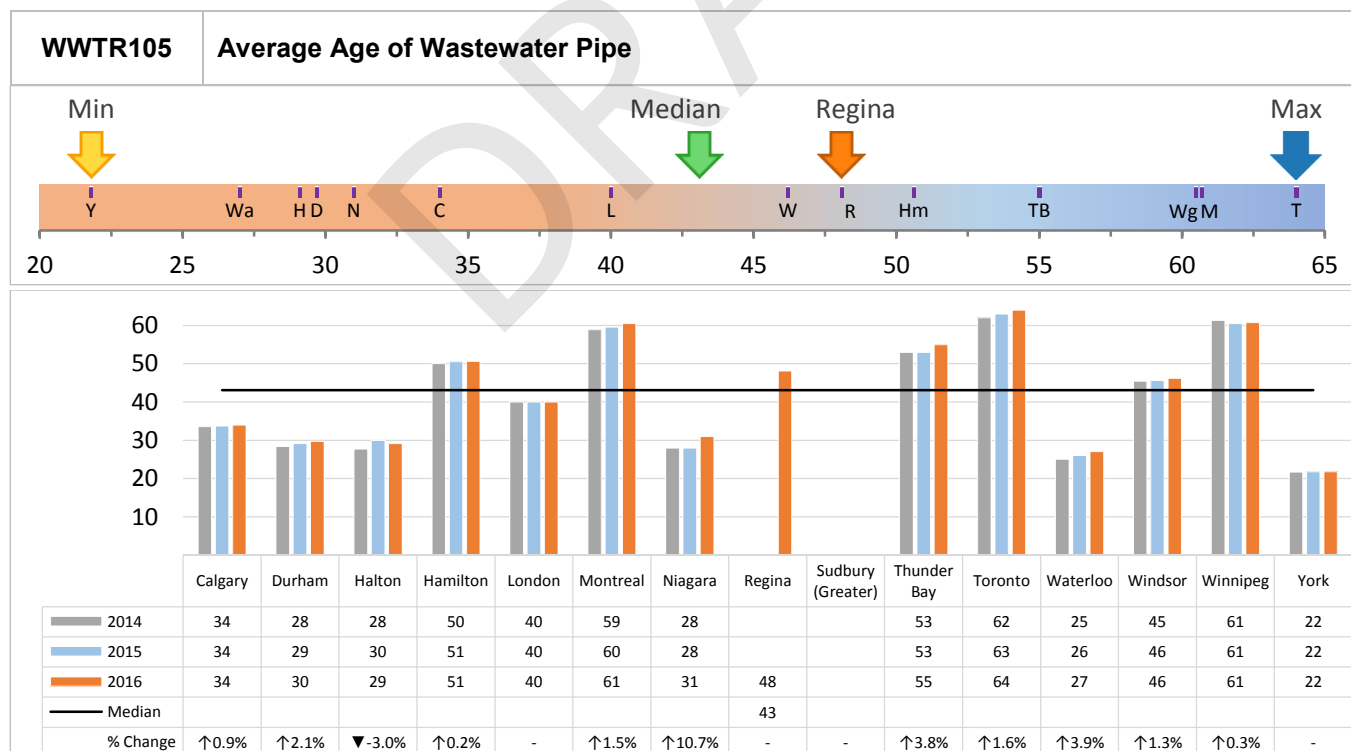 WWTR105 Average Age of Wastewater Pipe
DRA
Min Median Regina Max
Y Wa H D N C L W R Hm TB Wg M T
20 25 30 35 40 45 50 55 60 65
60
50
40
30
20
10
Calgary Durham Halton Hamilton London Montreal Niagara Regina Sudbury (Greater) Thunder Bay Toronto Waterloo Windsor Winnipeg York
2014 34 28 28 50 40 59 28 53 62 25 45 61 22
2015 34 29 30 51 40 60 28 53 63 26 46 61 22
2016 34 30 29 51 40 61 31 48 55 64 27 46 61 22
Median 43
% Change ↑0.9% ↑2.1% ▼-3.0% ↑0.2% - ↑1.5% ↑10.7% - - ↑3.8% ↑1.6% ↑3.9% ↑1.3% ↑0.3% -